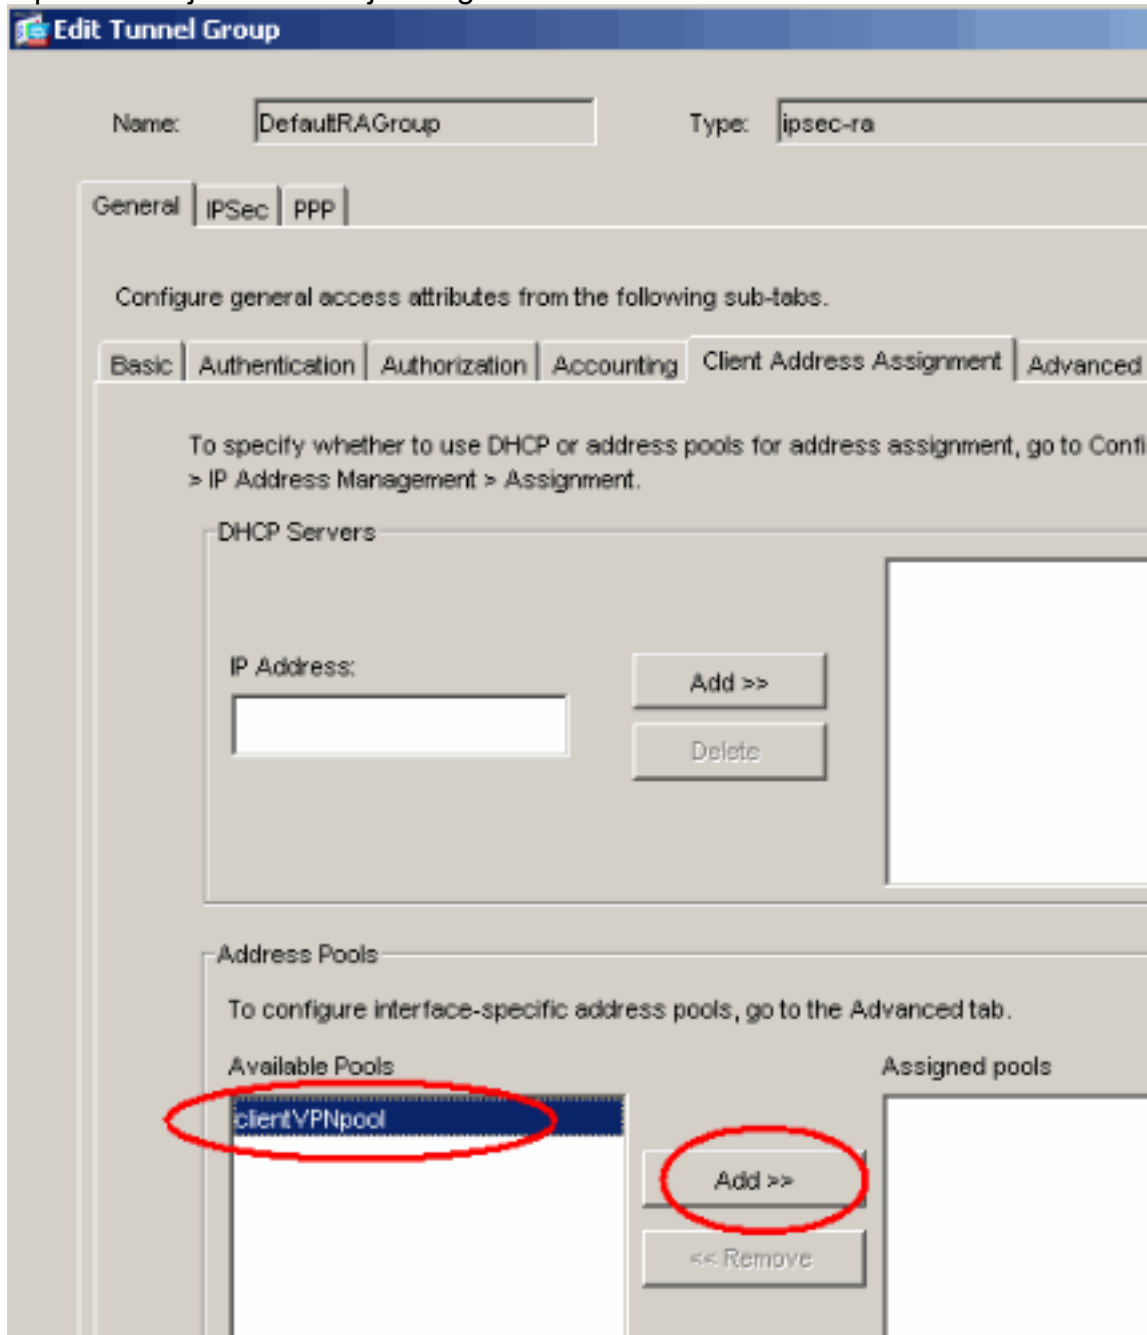 Edit Tunnel Group
Name: DefaultRAGroup Type: ipsec-ra
General IPSec PPP
Configure general access attributes from the following sub-tabs.
Basic Authentication Authorization Accounting Client Address Assignment Advanced
To specify whether to use DHCP or address pools for address assignment, go to Confi
> IP Address Management > Assignment.
DHCP Servers
IP Address:
Add >>
Delete
Address Pools
To configure interface-specific address pools, go to the Advanced tab.
Available Pools Assigned pools
clientVPNpool
Add >>
<< Remove